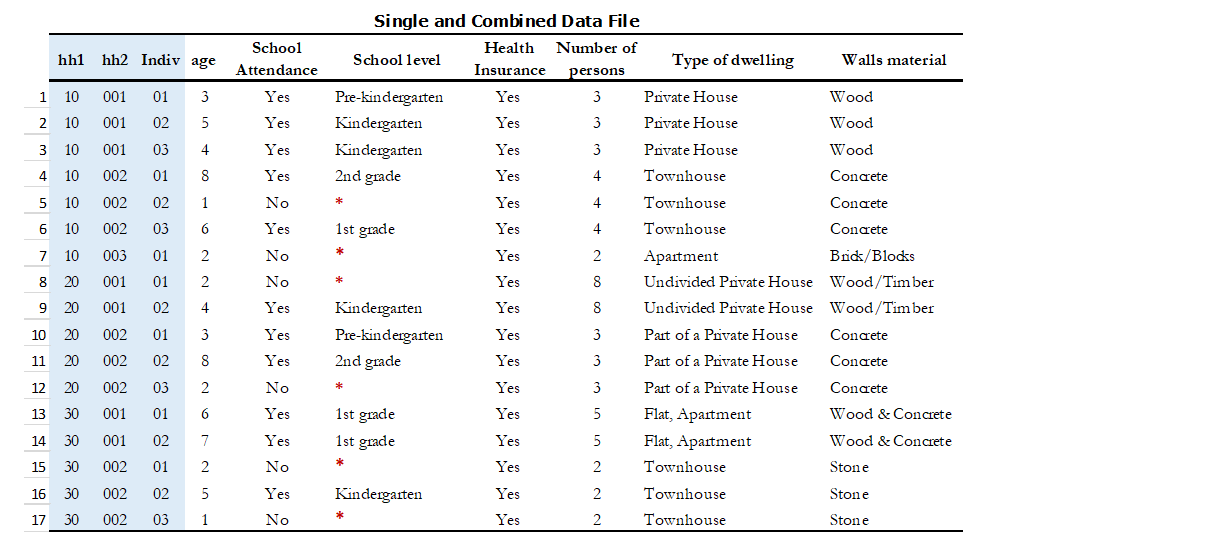 Single and Combined Data File
hh1 hh2 Indiv age School Attendance School level Health Insurance Number of persons Type of dwelling Walls material
1 10 001 01 3 Yes Pre-kindergarten Yes 3 Private House Wood
2 10 001 02 5 Yes Kindergarten Yes 3 Private House Wood
3 10 001 03 4 Yes Kindergarten Yes 3 Private House Wood
4 10 002 01 8 Yes 2nd grade Yes 4 Townhouse Concrete
5 10 002 02 1 No * Yes 4 Townhouse Concrete
6 10 002 03 6 Yes 1st grade Yes 4 Townhouse Concrete
7 10 003 01 2 No * Yes 2 Apartment Brick/Blocks
8 20 001 01 2 No * Yes 8 Undivided Private House Wood/Timber
9 20 001 02 4 Yes Kindergarten Yes 8 Undivided Private House Wood/Timber
10 20 002 01 3 Yes Pre-kindergarten Yes 3 Part of a Private House Concrete
11 20 002 02 8 Yes 2nd grade Yes 3 Part of a Private House Concrete
12 20 002 03 2 No * Yes 3 Part of a Private House Concrete
13 30 001 01 6 Yes 1st grade Yes 5 Flat, Apartment Wood & Concrete
14 30 001 02 7 Yes 1st grade Yes 5 Flat, Apartment Wood & Concrete
15 30 002 01 2 No * Yes 2 Townhouse Stone
16 30 002 02 5 Yes Kindergarten Yes 2 Townhouse Stone
17 30 002 03 1 No * Yes 2 Townhouse Stone